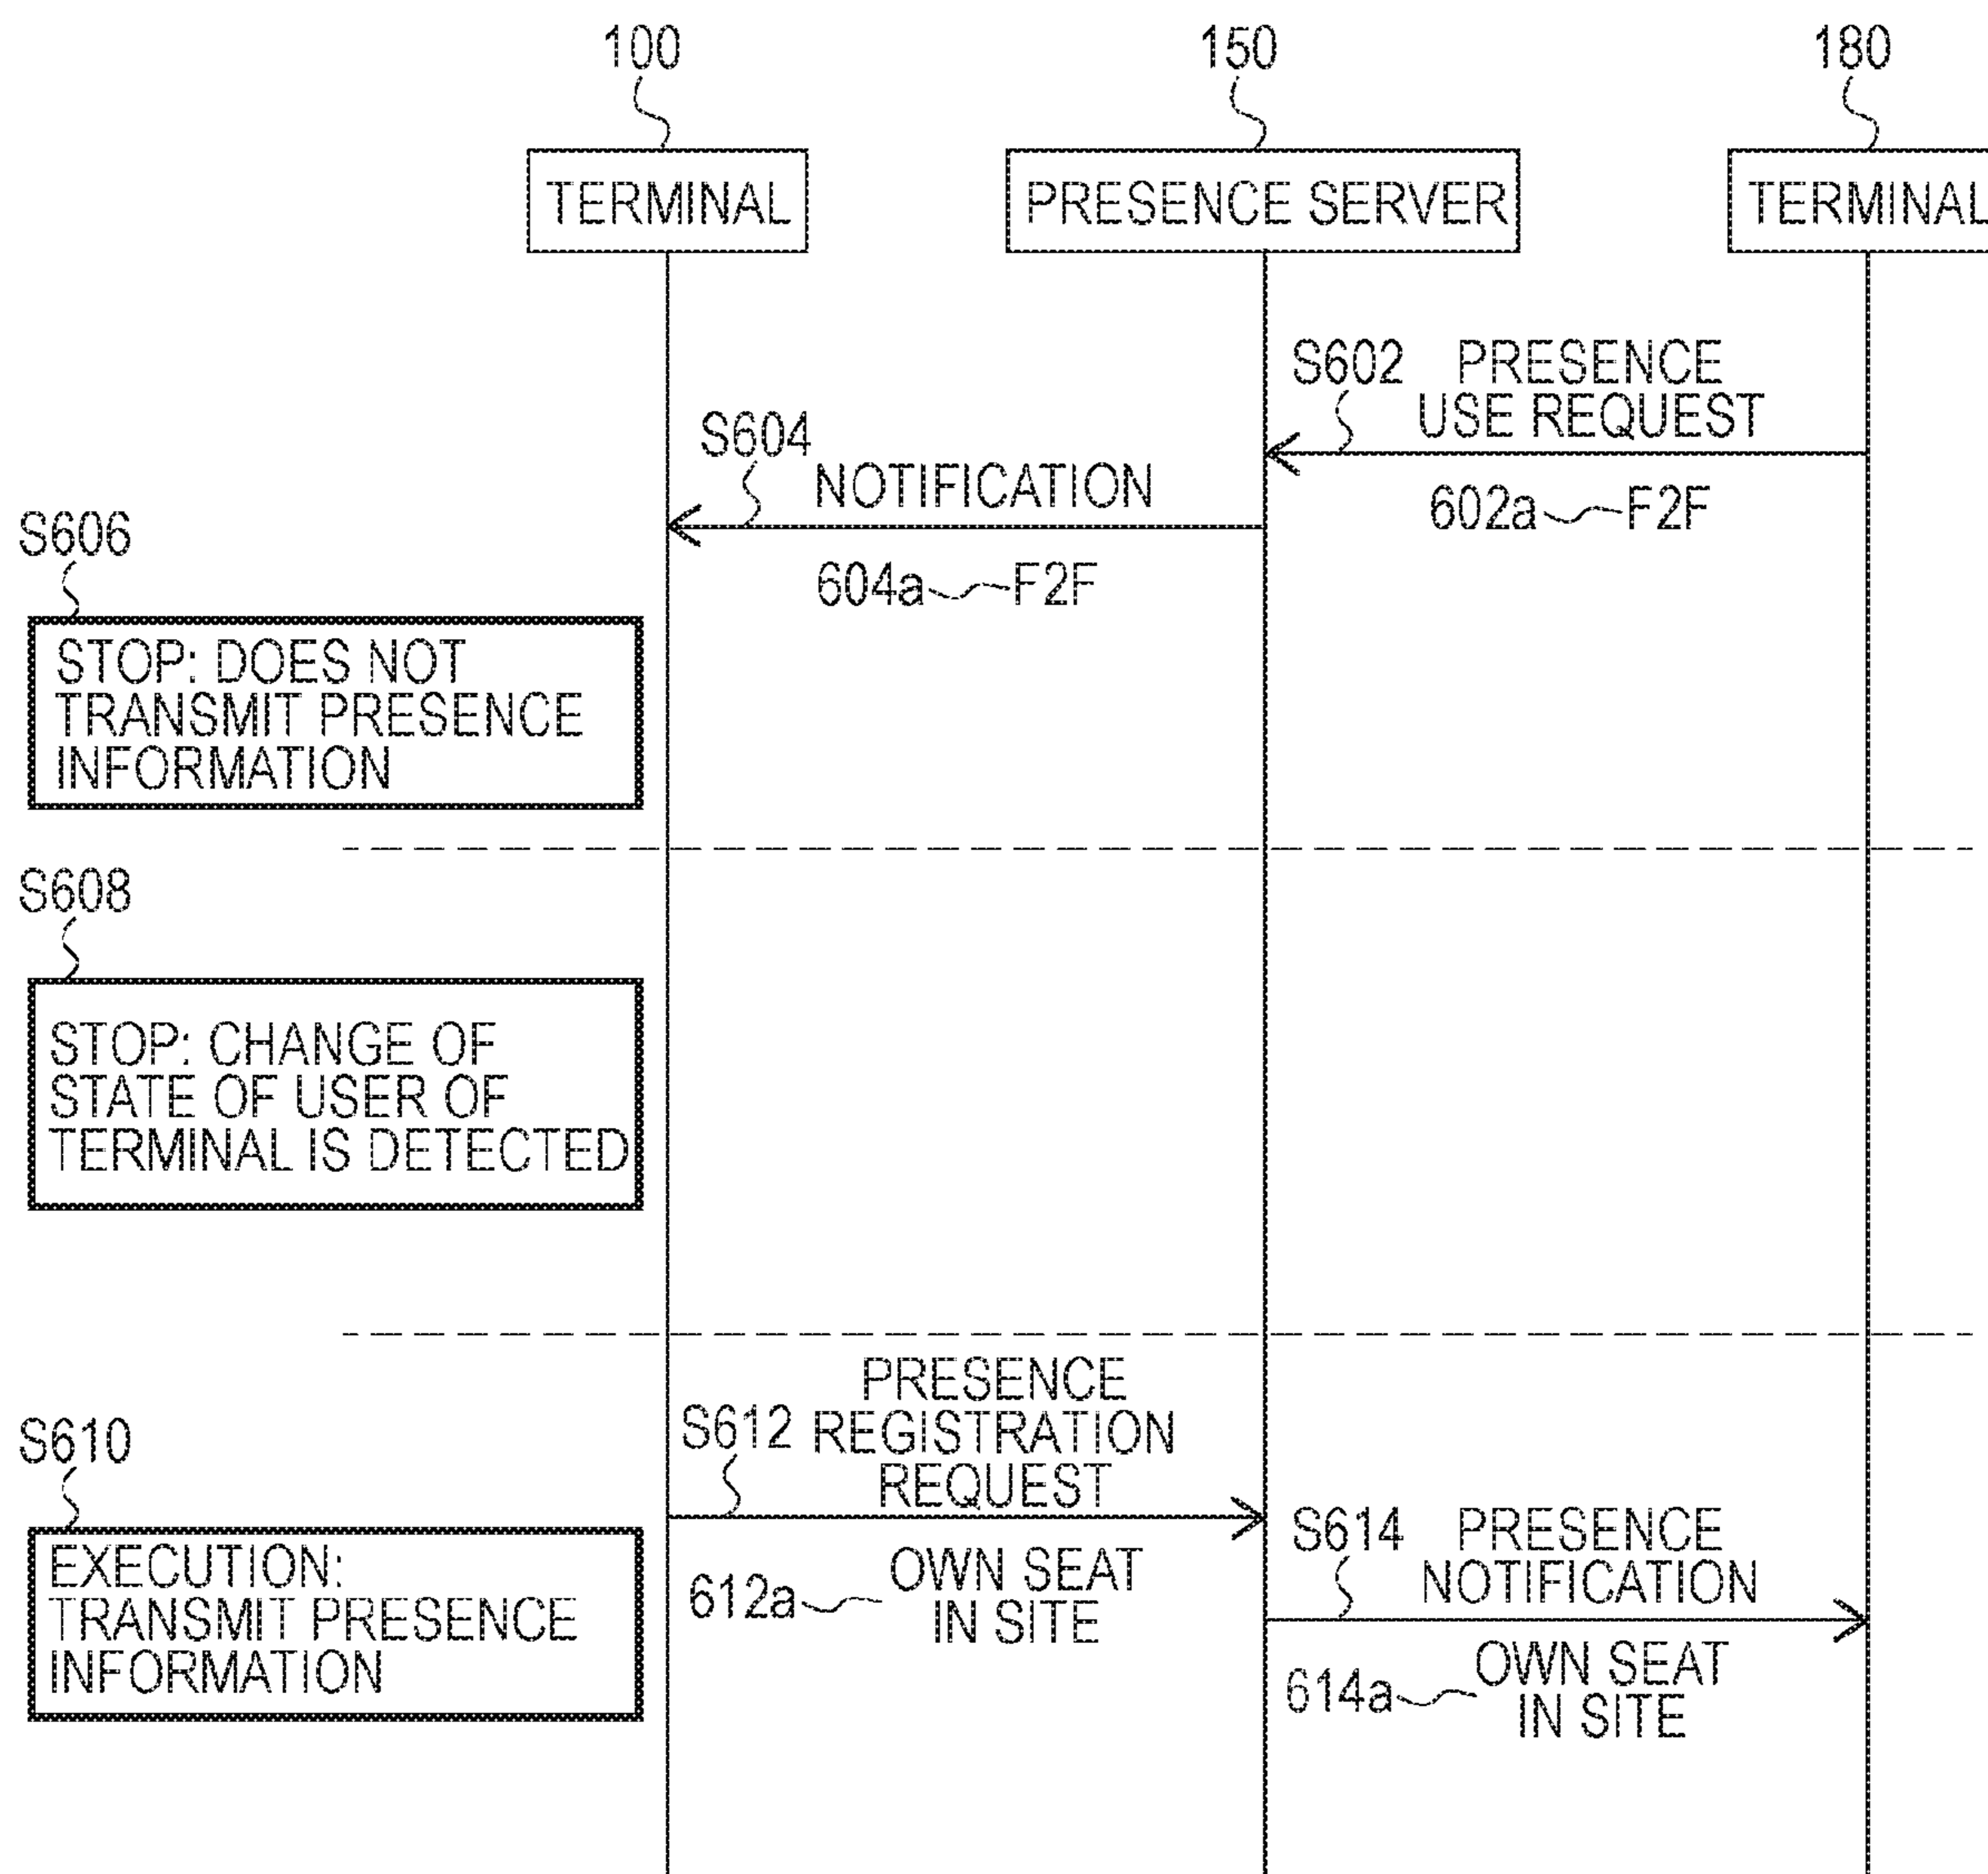 100
150
180
TERMINAL
PRESENCE SERVER
TERMINAL
S602
PRESENCE
USE REQUEST
602a
F2F
S604
NOTIFICATION
604a
F2F
S606
STOP: DOES NOT
TRANSMIT PRESENCE
INFORMATION
S608
STOP: CHANGE OF
STATE OF USER OF
TERMINAL IS DETECTED
S610
EXECUTION:
TRANSMIT PRESENCE
INFORMATION
S612
PRESENCE
REGISTRATION
REQUEST
612a
OWN SEAT
IN SITE
S614
PRESENCE
NOTIFICATION
614a
OWN SEAT
IN SITE